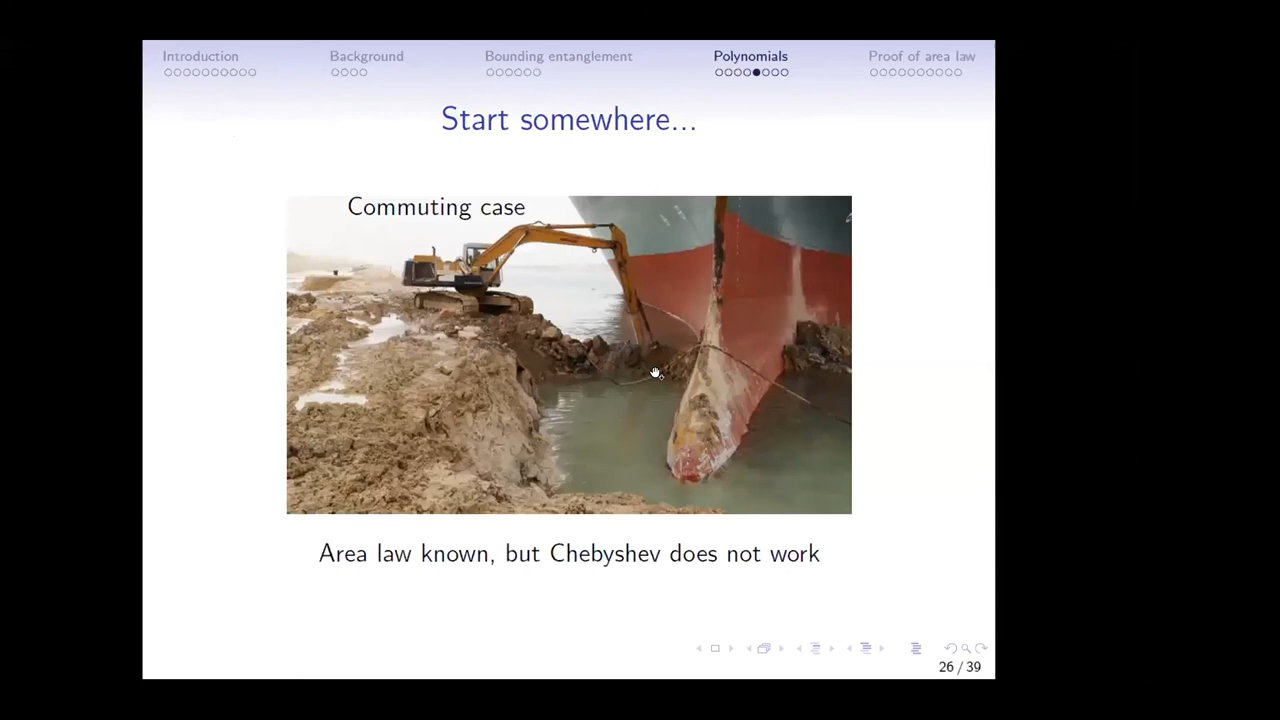 Introduction Background Bounding entanglement Polynomials Proof of area law
Start somewhere...
Commuting case
Area law known, but Chebyshev does not work
26 / 39